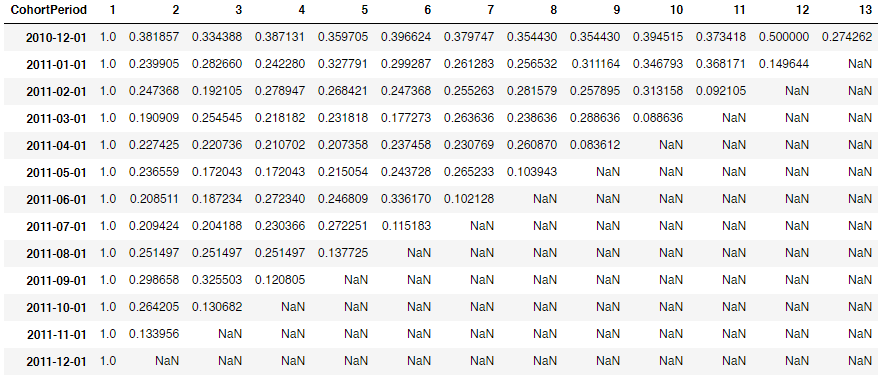 CohortPeriod 1 2 3 4 5 6 7 8 9 10 11 12 13
2010-12-01 1.0 0.381857 0.334388 0.387131 0.359705 0.396624 0.379747 0.354430 0.354430 0.394515 0.373418 0.500000 0.274262
2011-01-01 1.0 0.239905 0.282660 0.242280 0.327791 0.299287 0.261283 0.256532 0.311164 0.346793 0.368171 0.149644 NaN
2011-02-01 1.0 0.247368 0.192105 0.278947 0.268421 0.247368 0.255263 0.281579 0.257895 0.313158 0.092105 NaN NaN
2011-03-01 1.0 0.190909 0.254545 0.218182 0.231818 0.177273 0.263636 0.238636 0.288636 0.088636 NaN NaN NaN
2011-04-01 1.0 0.227425 0.220736 0.210702 0.207358 0.237458 0.230769 0.260870 0.083612 NaN NaN NaN NaN
2011-05-01 1.0 0.236559 0.172043 0.172043 0.215054 0.243728 0.265233 0.103943 NaN NaN NaN NaN NaN
2011-06-01 1.0 0.208511 0.187234 0.272340 0.246809 0.336170 0.102128 NaN NaN NaN NaN NaN NaN
2011-07-01 1.0 0.209424 0.204188 0.230366 0.272251 0.115183 NaN NaN NaN NaN NaN NaN NaN
2011-08-01 1.0 0.251497 0.251497 0.251497 0.137725 NaN NaN NaN NaN NaN NaN NaN NaN
2011-09-01 1.0 0.298658 0.325503 0.120805 NaN NaN NaN NaN NaN NaN NaN NaN NaN
2011-10-01 1.0 0.264205 0.130682 NaN NaN NaN NaN NaN NaN NaN NaN NaN NaN
2011-11-01 1.0 0.133956 NaN NaN NaN NaN NaN NaN NaN NaN NaN NaN NaN
2011-12-01 1.0 NaN NaN NaN NaN NaN NaN NaN NaN NaN NaN NaN NaN